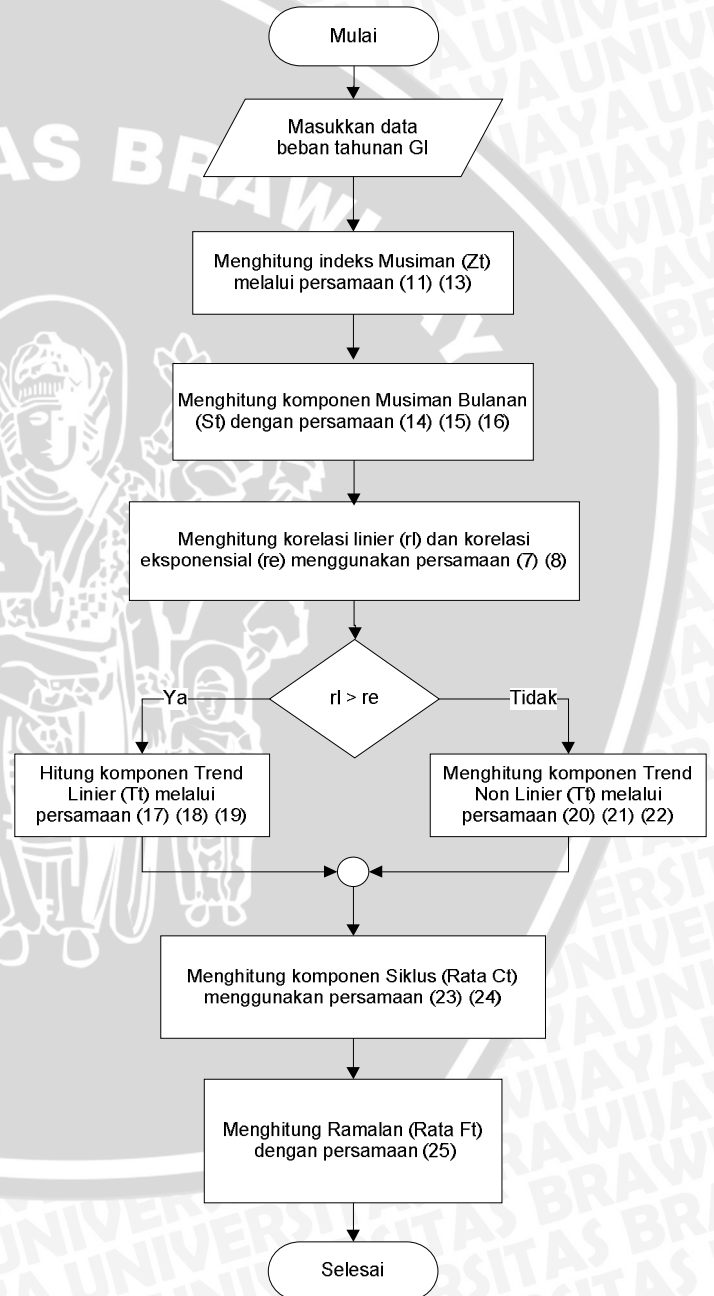 Mulai
Masukkan data
beban tahunan GI
Menghitung indeks Musiman (Zt)
melalui persamaan (11) (13)
Menghitung komponen Musiman Bulanan
(St) dengan persamaan (14) (15) (16)
Menghitung korelasi linier (rl) dan korelasi
eksponensial (re) menggunakan persamaan (7) (8)
rl > re
Ya
Tidak
Hitung komponen Trend
Linier (Tt) melalui
persamaan (17) (18) (19)
Menghitung komponen Trend
Non Linier (Tt) melalui
persamaan (20) (21) (22)
Menghitung komponen Siklus (Rata Ct)
menggunakan persamaan (23) (24)
Menghitung Ramalan (Rata Ft)
dengan persamaan (25)
Selesai